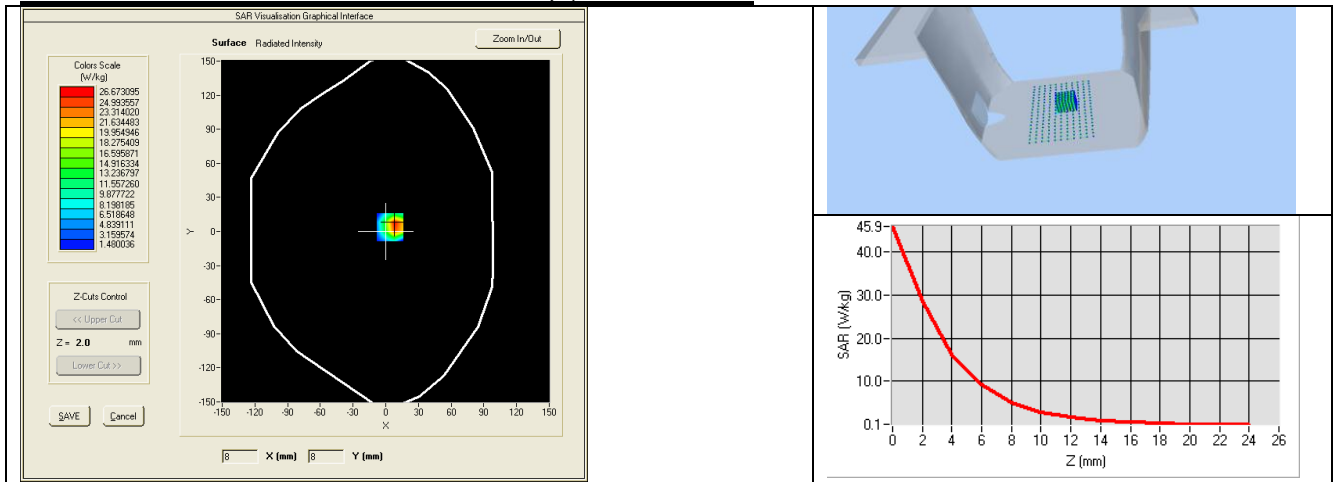 SAR Visualisation Graphical Interface
Surface Radiated Intensity
Zoom In/Out
Colors Scale
(W/kg)
26.673095
24.993557
23.314020
21.634483
19.954946
18.275409
16.595871
14.916334
13.236797
11.557260
9.877722
8.198185
6.518648
4.839111
3.159574
1.480036
Z-Cuts Control
<< Upper Cut
Z = 2.0 mm
Lower Cut >>
SAVE Cancel
150
120
90
60
30
0
-30
-60
-90
-120
-150
Y
-150 -120 -90 -60 -30 0 30 60 90 120 150
X
8 X (mm) 8 Y (mm)
45.9
40.0
30.0
20.0
10.0
0.1
SAR (W/kg)
0 2 4 6 8 10 12 14 16 18 20 22 24 26
Z (mm)